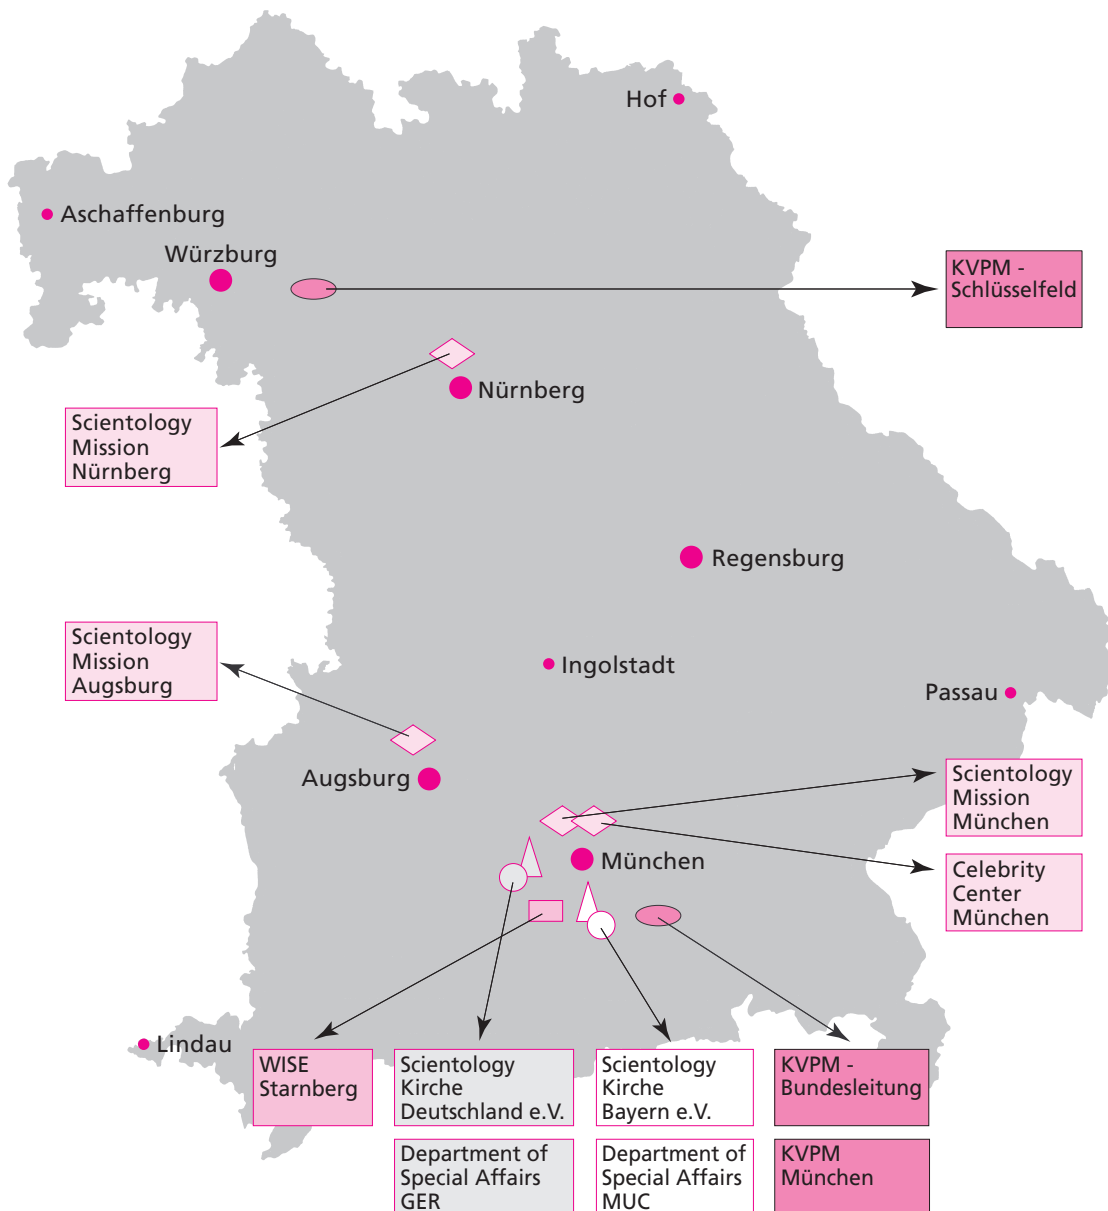 Hof
Aschaffenburg
Würzburg
KVPM -
Schlüsselfeld
Nürnberg
Scientology
Mission
Nürnberg
Regensburg
Scientology
Mission
Augsburg
Ingolstadt
Passau
Augsburg
Scientology
Mission
München
München
Celebrity
Center
München
Lindau
WISE
Starnberg
Scientology
Kirche
Deutschland e.V.
Scientology
Kirche
Bayern e.V.
KVPM -
Bundesleitung
Department of
Special Affairs
GER
Department of
Special Affairs
MUC
KVPM
München